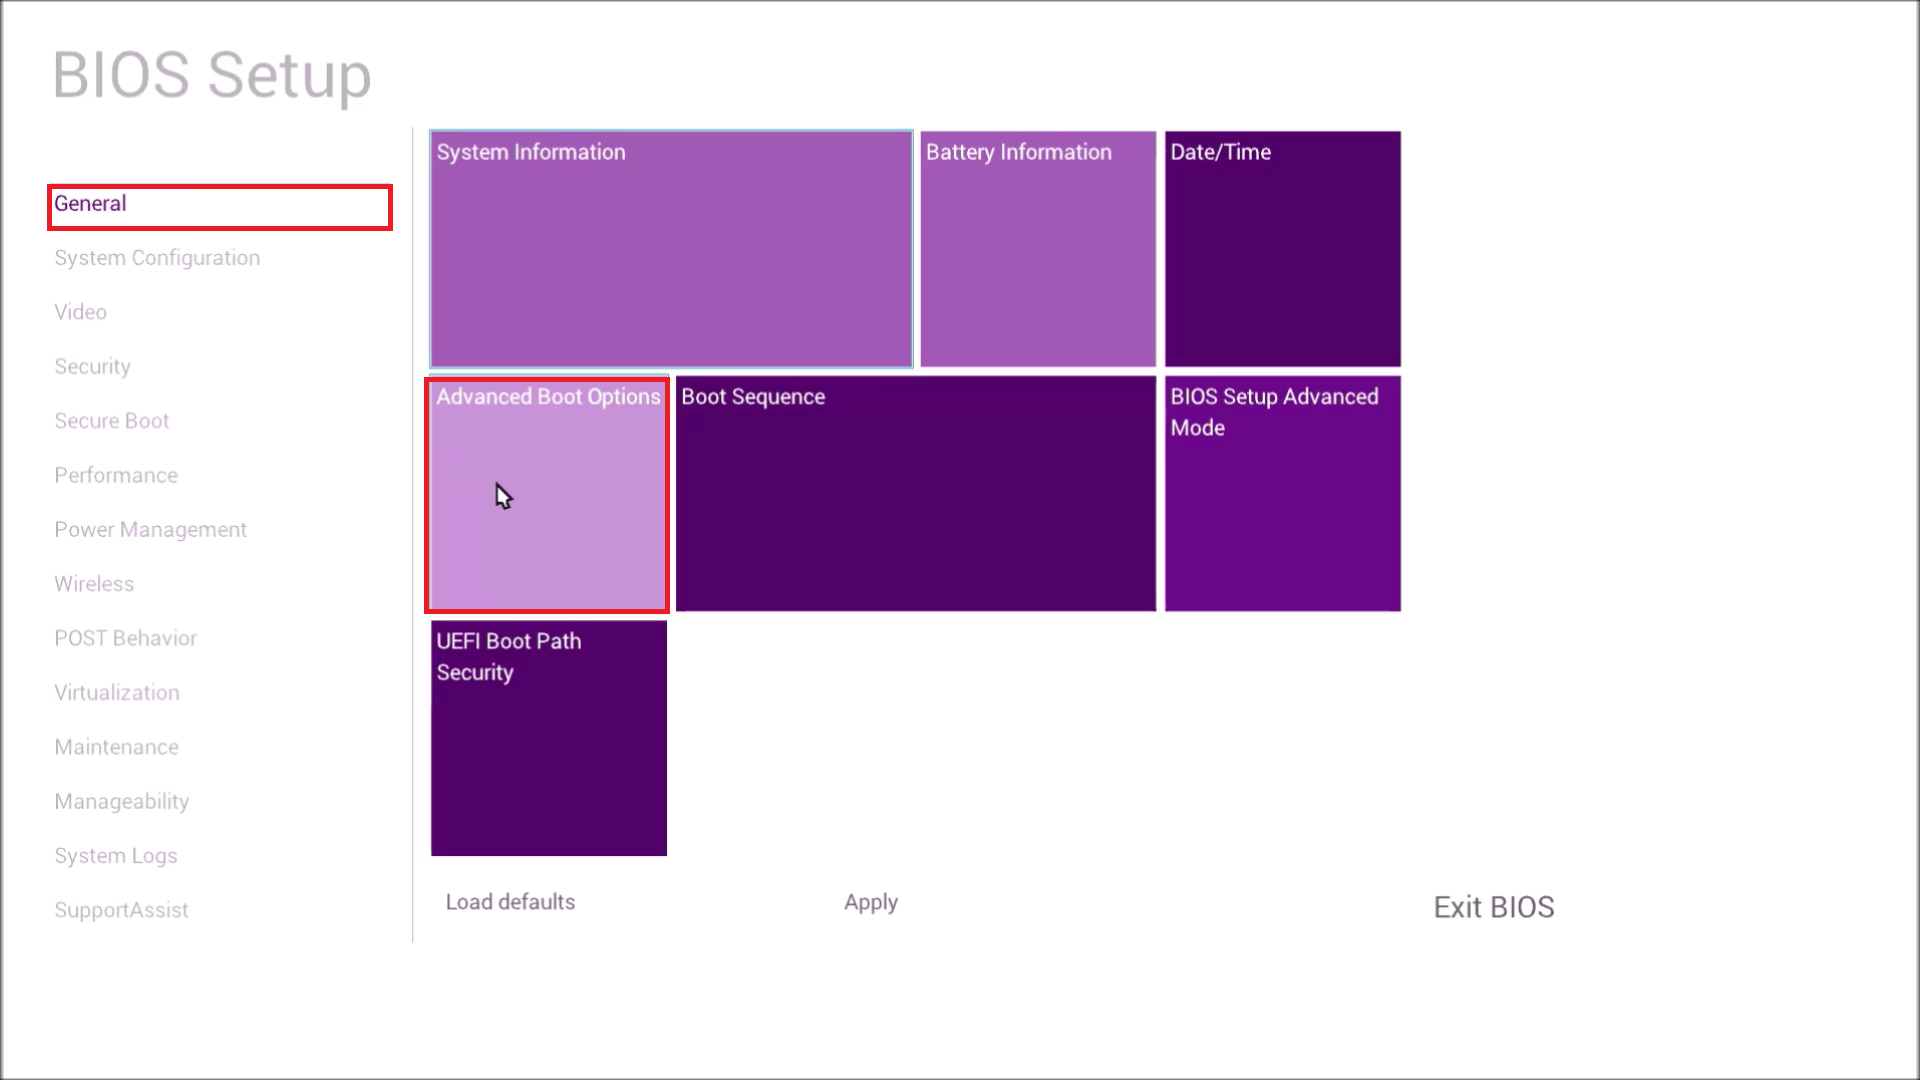 BIOS Setup
General
System Configuration
Video
Security
Secure Boot
Performance
Power Management
Wireless
POST Behavior
Virtualization
Maintenance
Manageability
System Logs
SupportAssist
System Information
Battery Information
Date/Time
Advanced Boot Options
Boot Sequence
BIOS Setup Advanced
Mode
UEFI Boot Path
Security
Load defaults
Apply
Exit BIOS